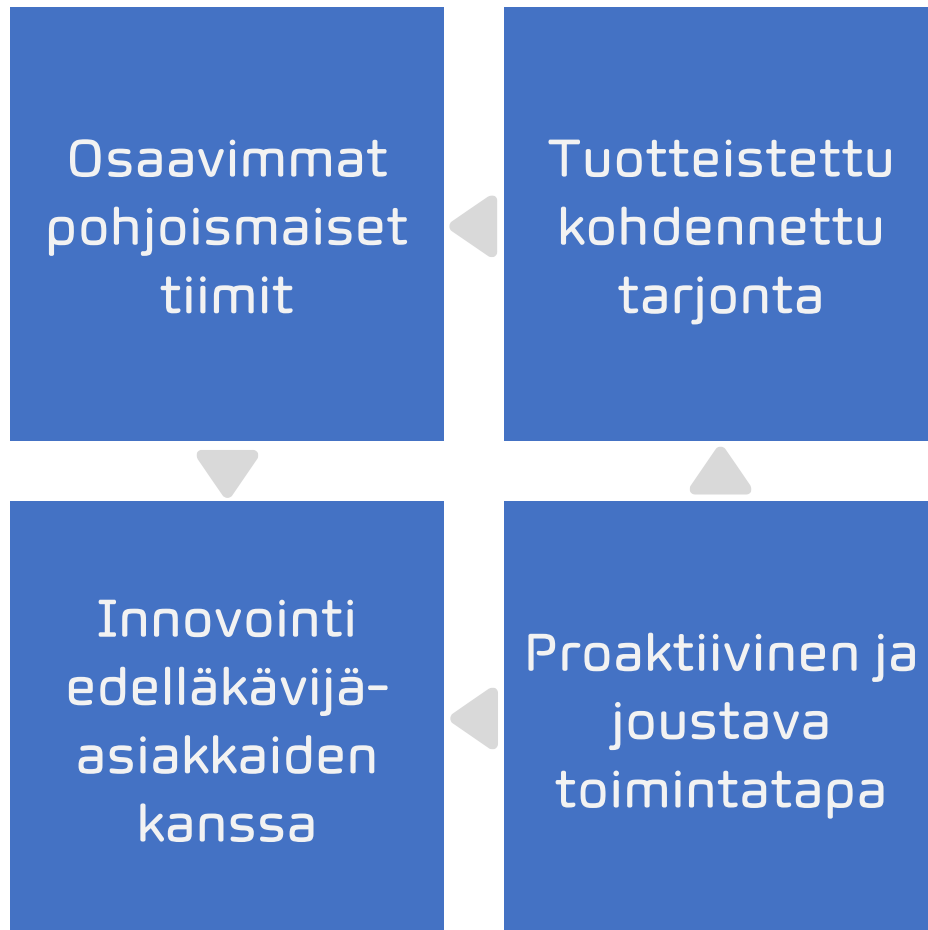 Osaavimmat
pohjoismaiset
tiimit
Tuotteistettu
kohdennettu
tarjonta
Innovointi
edelläkävijä-
asiakkaiden
kanssa
Proaktiivinen ja
joustava
toimintatapa